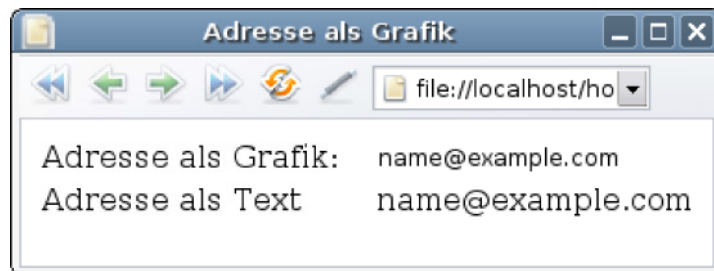 Adresse als Grafik
file://localhost/ho
Adresse als Grafik: name@example.com
Adresse als Text name@example.com